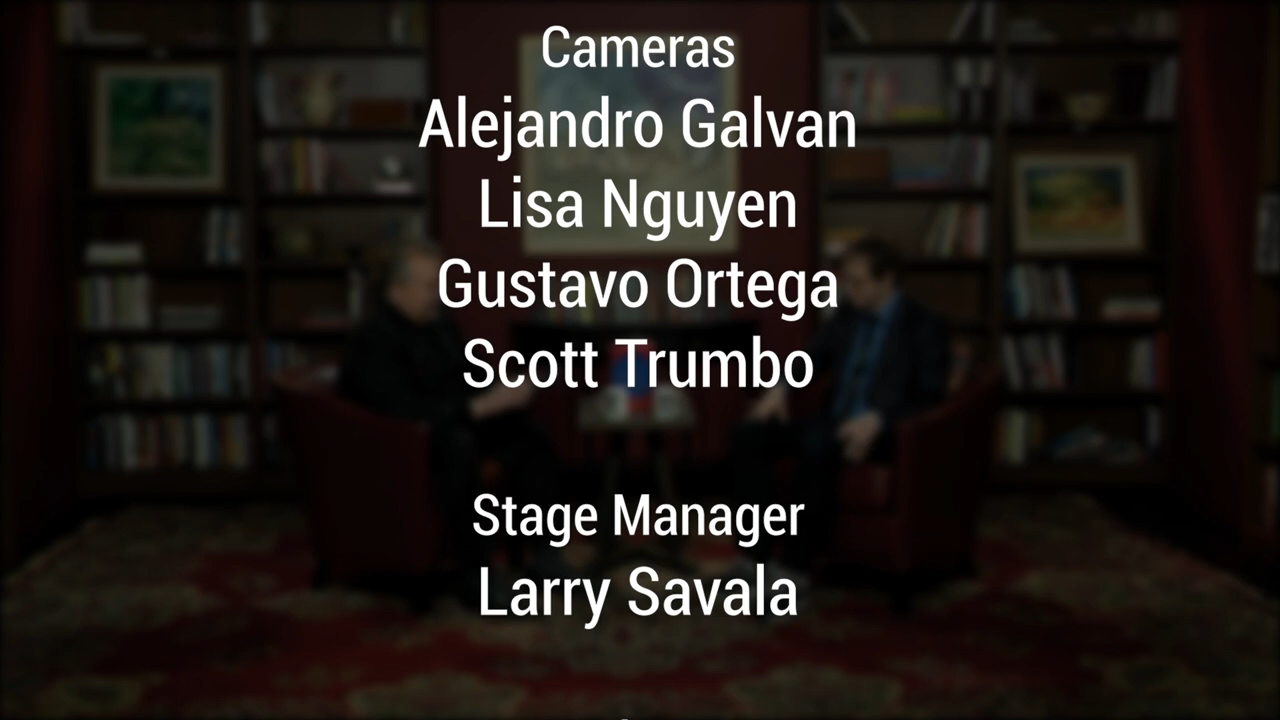 Cameras
Alejandro Galvan
Lisa Nguyen
Gustavo Ortega
Scott Trumbo
Stage Manager
Larry Savala